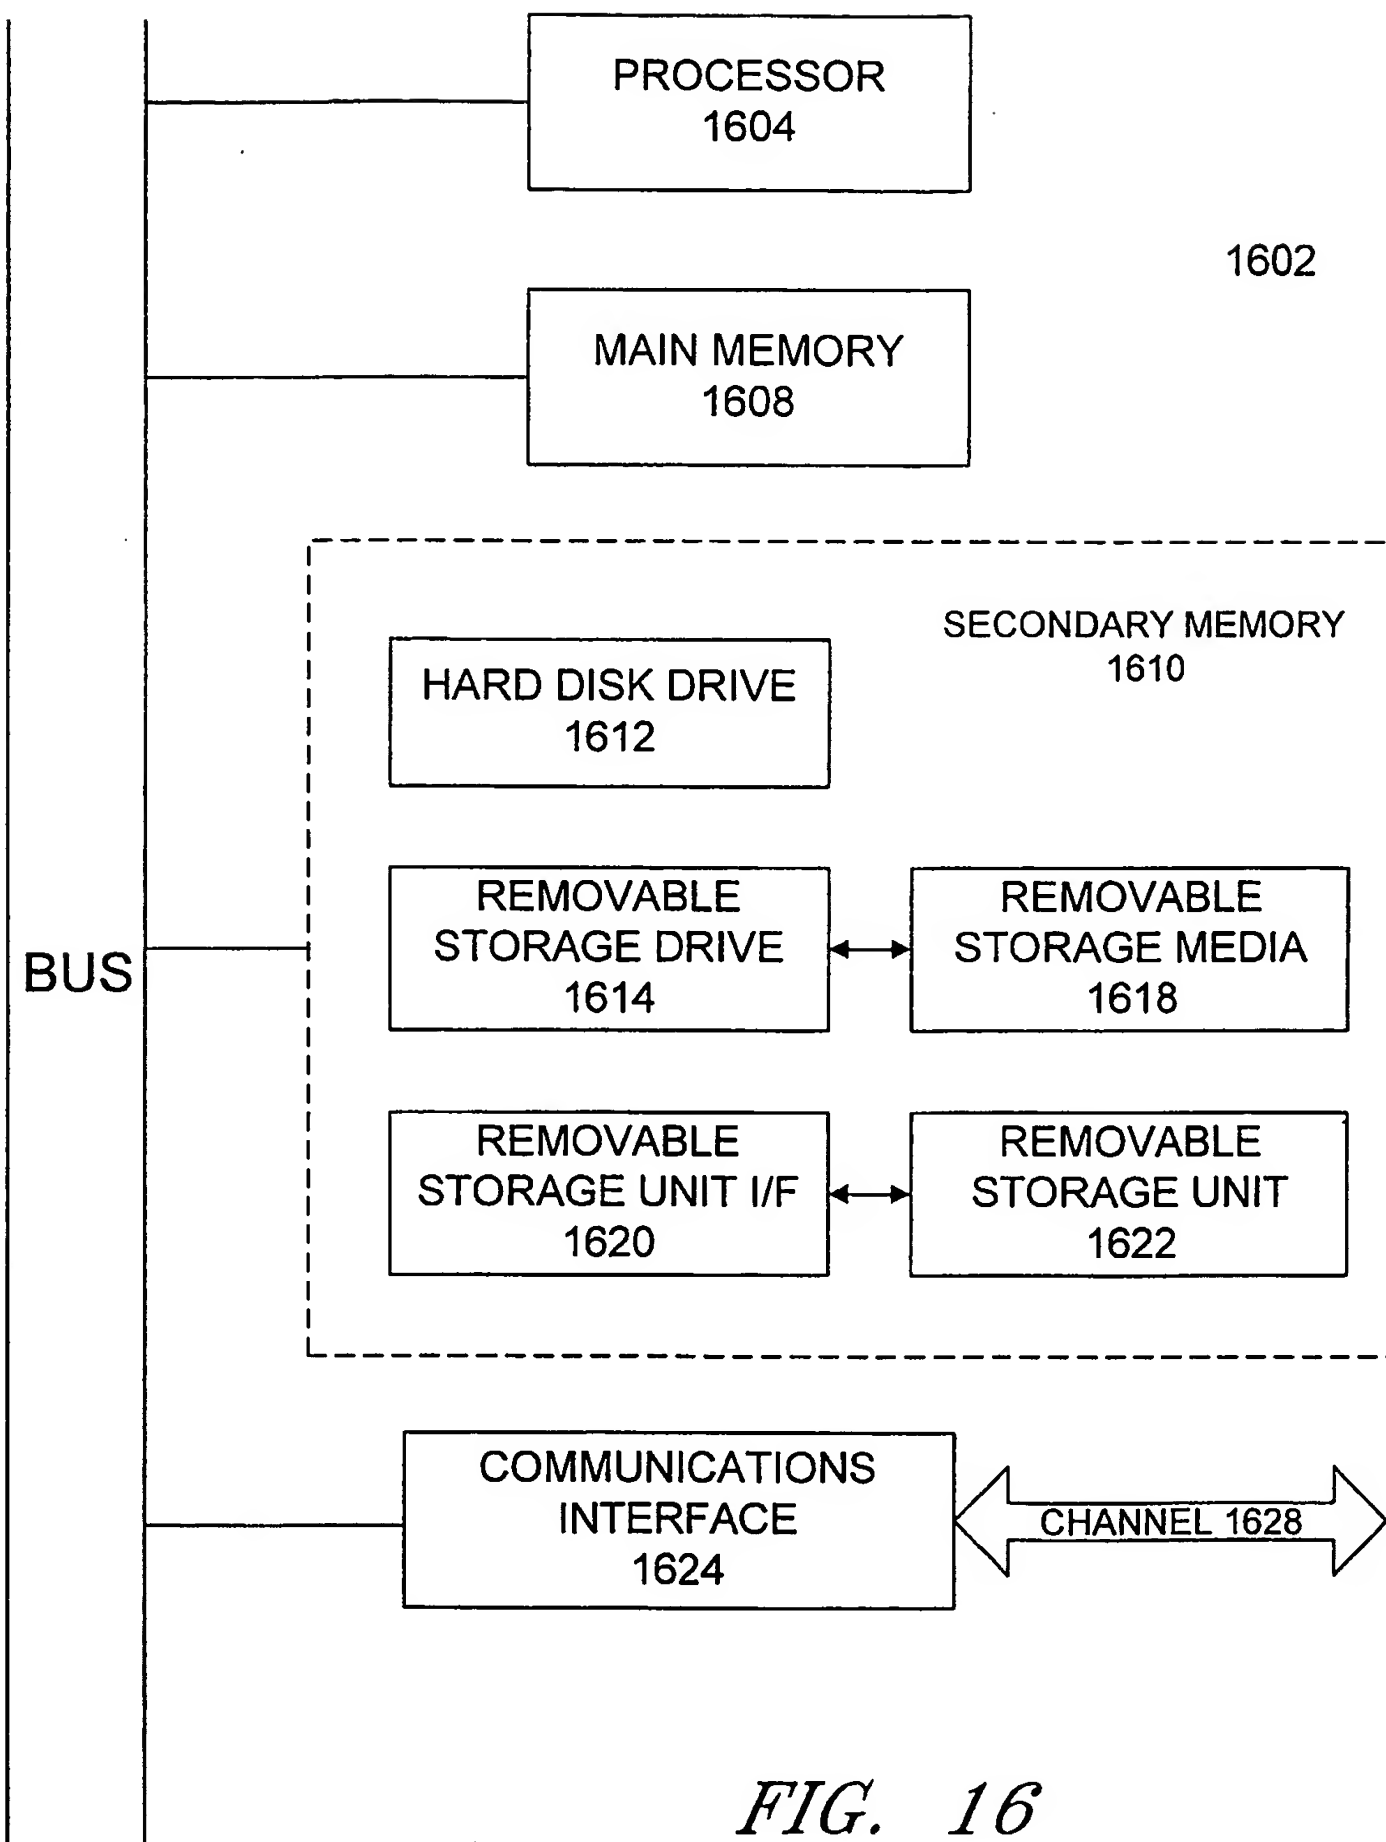 PROCESSOR
1604
1602
MAIN MEMORY
1608
SECONDARY MEMORY
1610
HARD DISK DRIVE
1612
REMOVABLE
STORAGE DRIVE
1614
REMOVABLE
STORAGE MEDIA
1618
BUS
REMOVABLE
STORAGE UNIT I/F
1620
REMOVABLE
STORAGE UNIT
1622
COMMUNICATIONS
INTERFACE
1624
CHANNEL 1628
FIG. 16